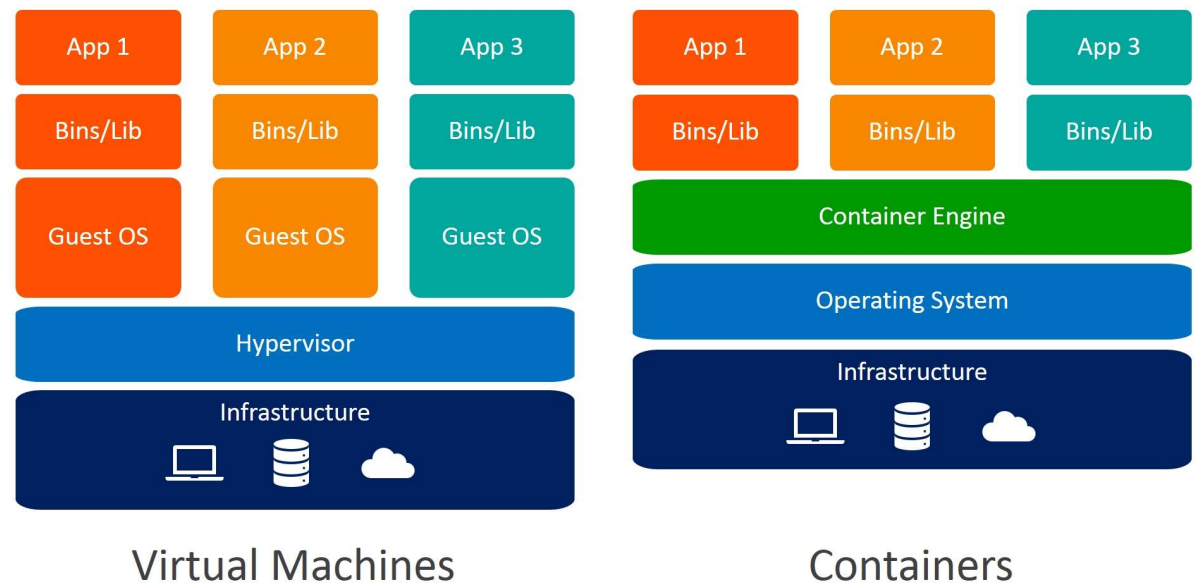 App 1
App 2
App 3
Bins/Lib
Bins/Lib
Bins/Lib
Guest OS
Guest OS
Guest OS
Hypervisor
Infrastructure
Virtual Machines
App 1
App 2
App 3
Bins/Lib
Bins/Lib
Bins/Lib
Container Engine
Operating System
Infrastructure
Containers